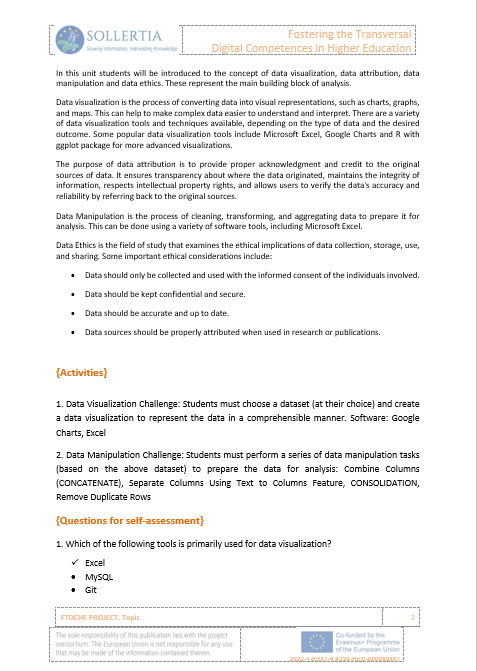 SOLLERTIA
Sowing Information, Harvesting Knowledge
Fostering the Transversal
Digital Competences in Higher Education
In this unit students will be introduced to the concept of data visualization, data attribution, data
manipulation and data ethics. These represent the main building block of analysis.
Data visualization is the process of converting data into visual representations, such as charts, graphs,
and maps. This can help to make complex data easier to understand and interpret. There are a variety
of data visualization tools and techniques available, depending on the type of data and the desired
outcome. Some popular data visualization tools include Microsoft Excel, Google Charts and R with
ggplot package for more advanced visualizations.
The purpose of data attribution is to provide proper acknowledgment and credit to the original
sources of data. It ensures transparency about where the data originated, maintains the integrity of
information, respects intellectual property rights, and allows users to verify the data's accuracy and
reliability by referring back to the original sources.
Data Manipulation is the process of cleaning, transforming, and aggregating data to prepare it for
analysis. This can be done using a variety of software tools, including Microsoft Excel.
Data Ethics is the field of study that examines the ethical implications of data collection, storage, use,
and sharing. Some important ethical considerations include:
• Data should only be collected and used with the informed consent of the individuals involved.
• Data should be kept confidential and secure.
• Data should be accurate and up to date.
• Data sources should be properly attributed when used in research or publications.
{Activities}
1. Data Visualization Challenge: Students must choose a dataset (at their choice) and create
a data visualization to represent the data in a comprehensible manner. Software: Google
Charts, Excel
2. Data Manipulation Challenge: Students must perform a series of data manipulation tasks
(based on the above dataset) to prepare the data for analysis: Combine Columns
(CONCATENATE), Separate Columns Using Text to Columns Feature, CONSOLIDATION,
Remove Duplicate Rows
{Questions for self-assessment}
1. Which of the following tools is primarily used for data visualization?
✓ Excel
• MySQL
• Git
FTDCHE PROJECT. Topic
2
The sole responsibility of this publication lies with the project
consortium. The European Union is not responsible for any use
that may be made of the information contained therein.
Co-funded by the
Erasmus+ Programme
of the European Union